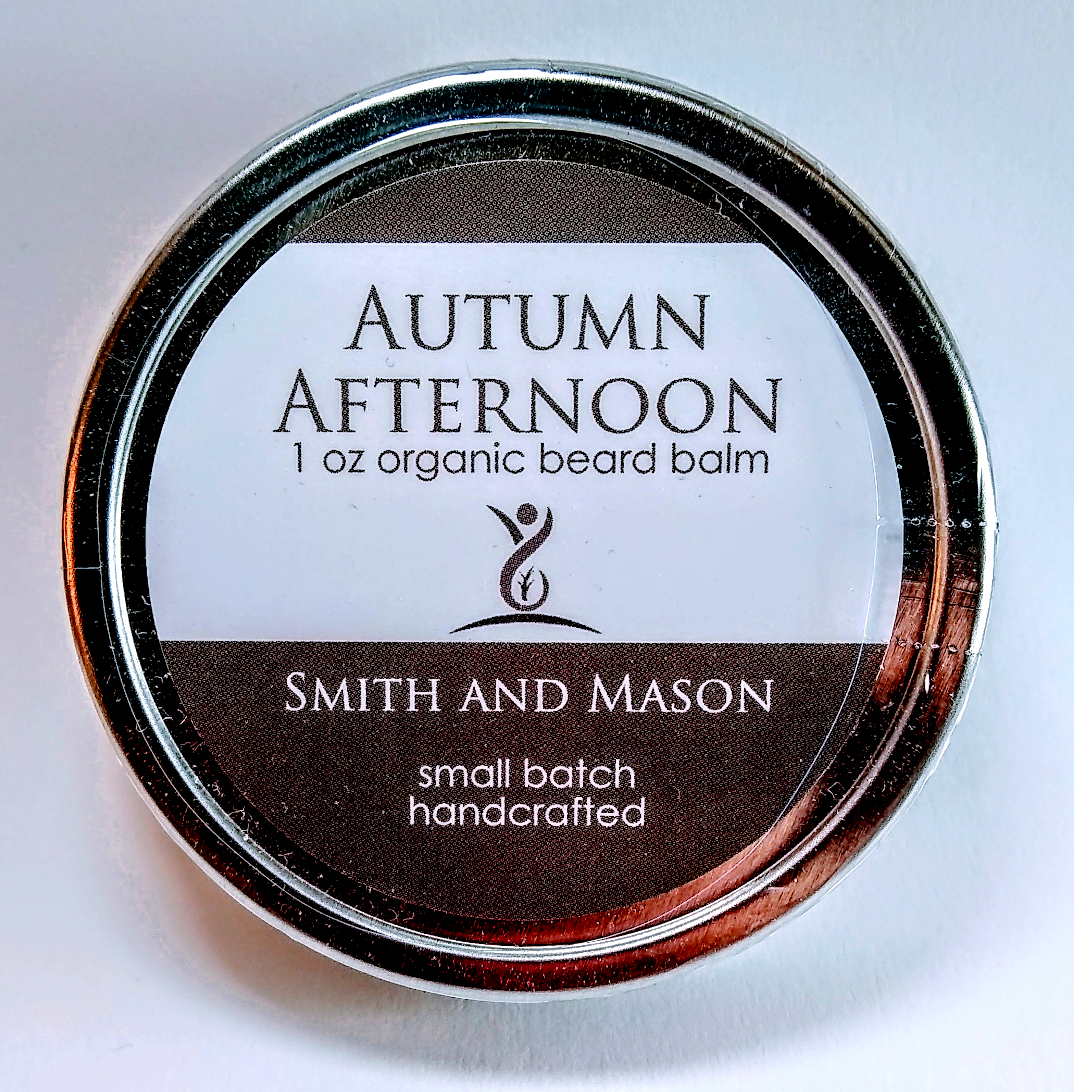 AUTUMN
AFTERNOON
1 oz organic beard balm
SMITH AND MASON
small batch
handcrafted